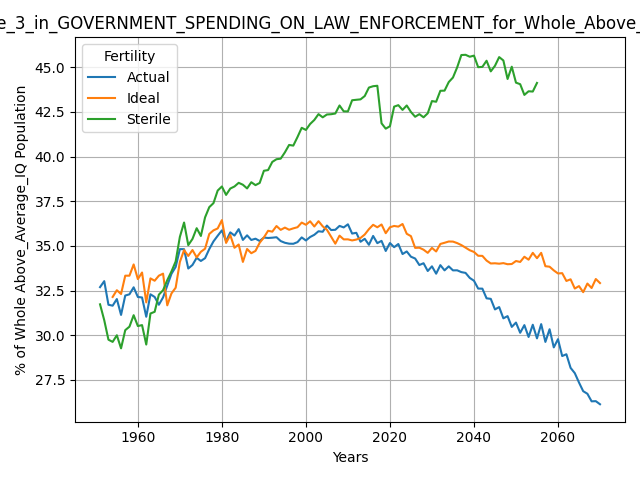 e_3_in_GOVERNMENT_SPENDING_ON_LAW_ENFORCEMENT_for_Whole_Above_
Fertility
Actual
Ideal
Sterile
% of Whole Above_Average_IQ Population
45.0
42.5
40.0
37.5
35.0
32.5
30.0
27.5
1960 1980 2000 2020 2040 2060
Years